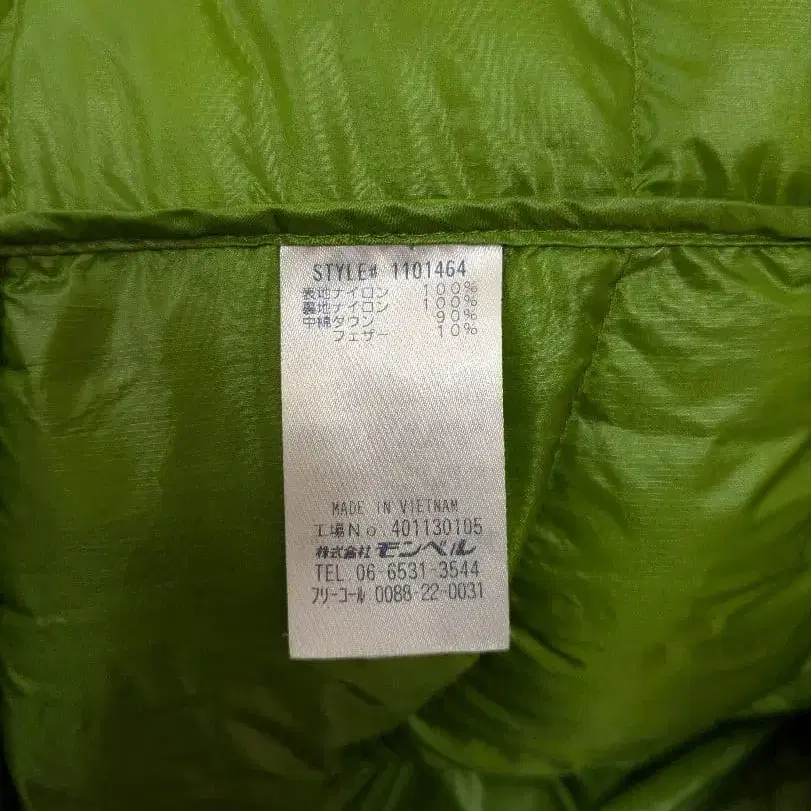 STYLE# 1101464
表地ナイロン 100%
裏地ナイロン 100%
中綿ダウン 90%
フェザー 10%
MADE IN VIETNAM
工場No. 401130105
株式会社 モンベル
TEL 06-6531-3544
フリーコール 0088-22-0031